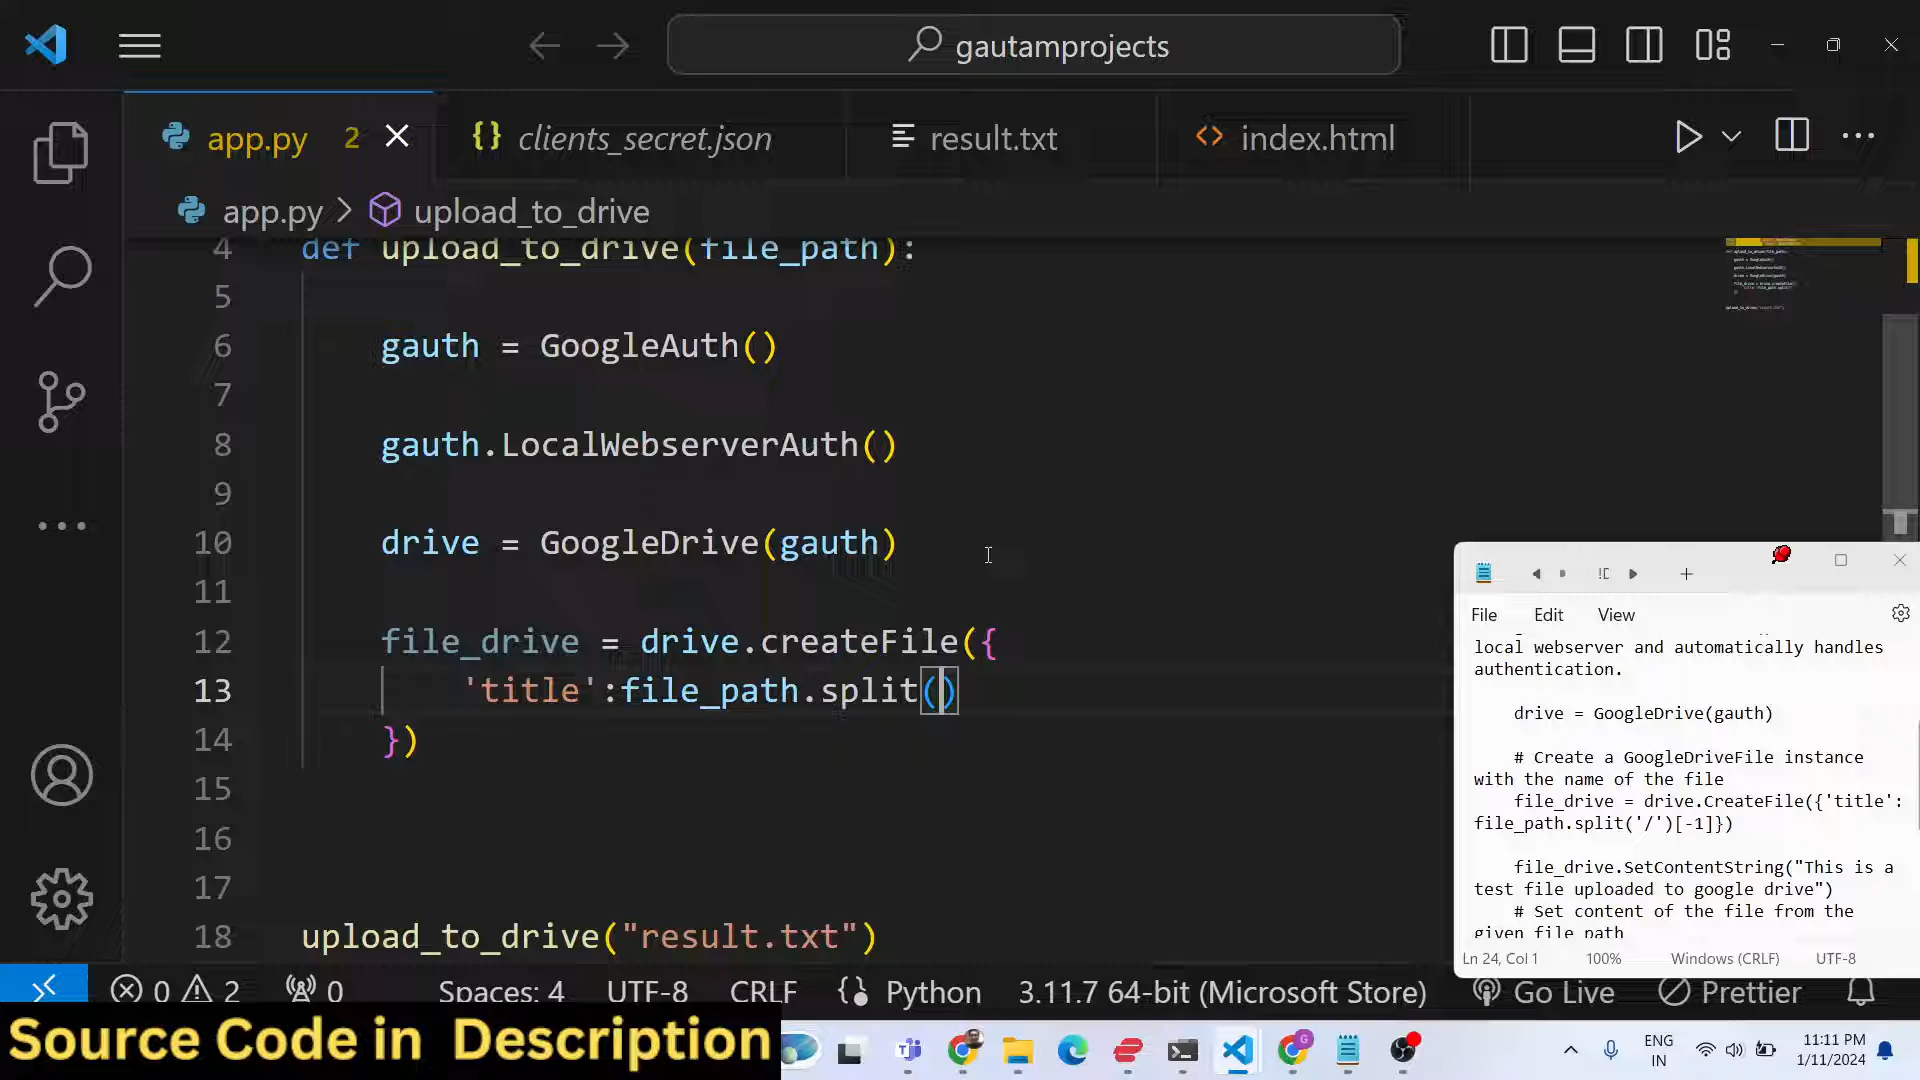 gautamprojects
app.py 2
clients_secret.json
result.txt
index.html
app.py > upload_to_drive
4 def upload_to_drive(file_path):
5
6 gauth = GoogleAuth()
7
8 gauth.LocalWebserverAuth()
9
10 drive = GoogleDrive(gauth)
11
12 file_drive = drive.createFile({
13 'title':file_path.split()
14 })
15
16
17
18 upload_to_drive("result.txt")
File Edit View
local webserver and automatically handles
authentication.
drive = GoogleDrive(gauth)
# Create a GoogleDriveFile instance
with the name of the file
file_drive = drive.CreateFile({'title':
file_path.split('/')[-1]})
file_drive.SetContentString("This is a
test file uploaded to google drive")
# Set content of the file from the
given file path
Ln 24, Col 1 100% Windows (CRLF) UTF-8
0 2 0 Spaces: 4 UTF-8 CRLF Python 3.11.7 64-bit (Microsoft Store) Go Live Prettier
Source Code in Description
ENG
IN
11:11 PM
1/11/2024